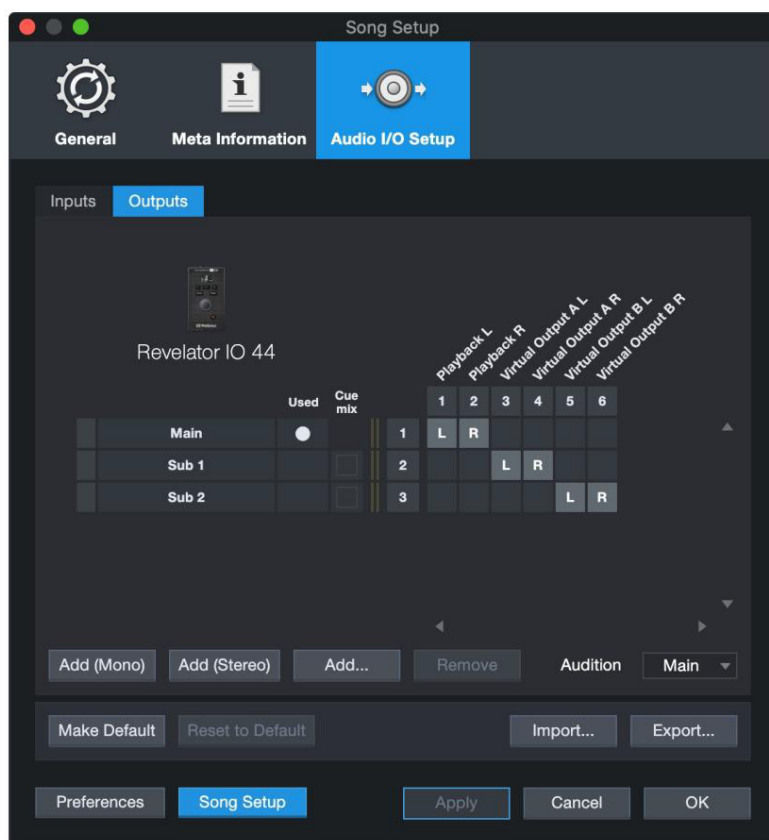 Song Setup
General
Meta Information
Audio I/O Setup
Inputs
Outputs
Revelator IO 44
Playback L
Playback R
Virtual Output A L
Virtual Output A R
Virtual Output B L
Virtual Output B R
Used
Cue
mix
1 2 3 4 5 6
Main 1 L R
Sub 1 2 L R
Sub 2 3 L R
Add (Mono)
Add (Stereo)
Add...
Remove
Audition
Main
Make Default
Reset to Default
Import...
Export...
Preferences
Song Setup
Apply
Cancel
OK